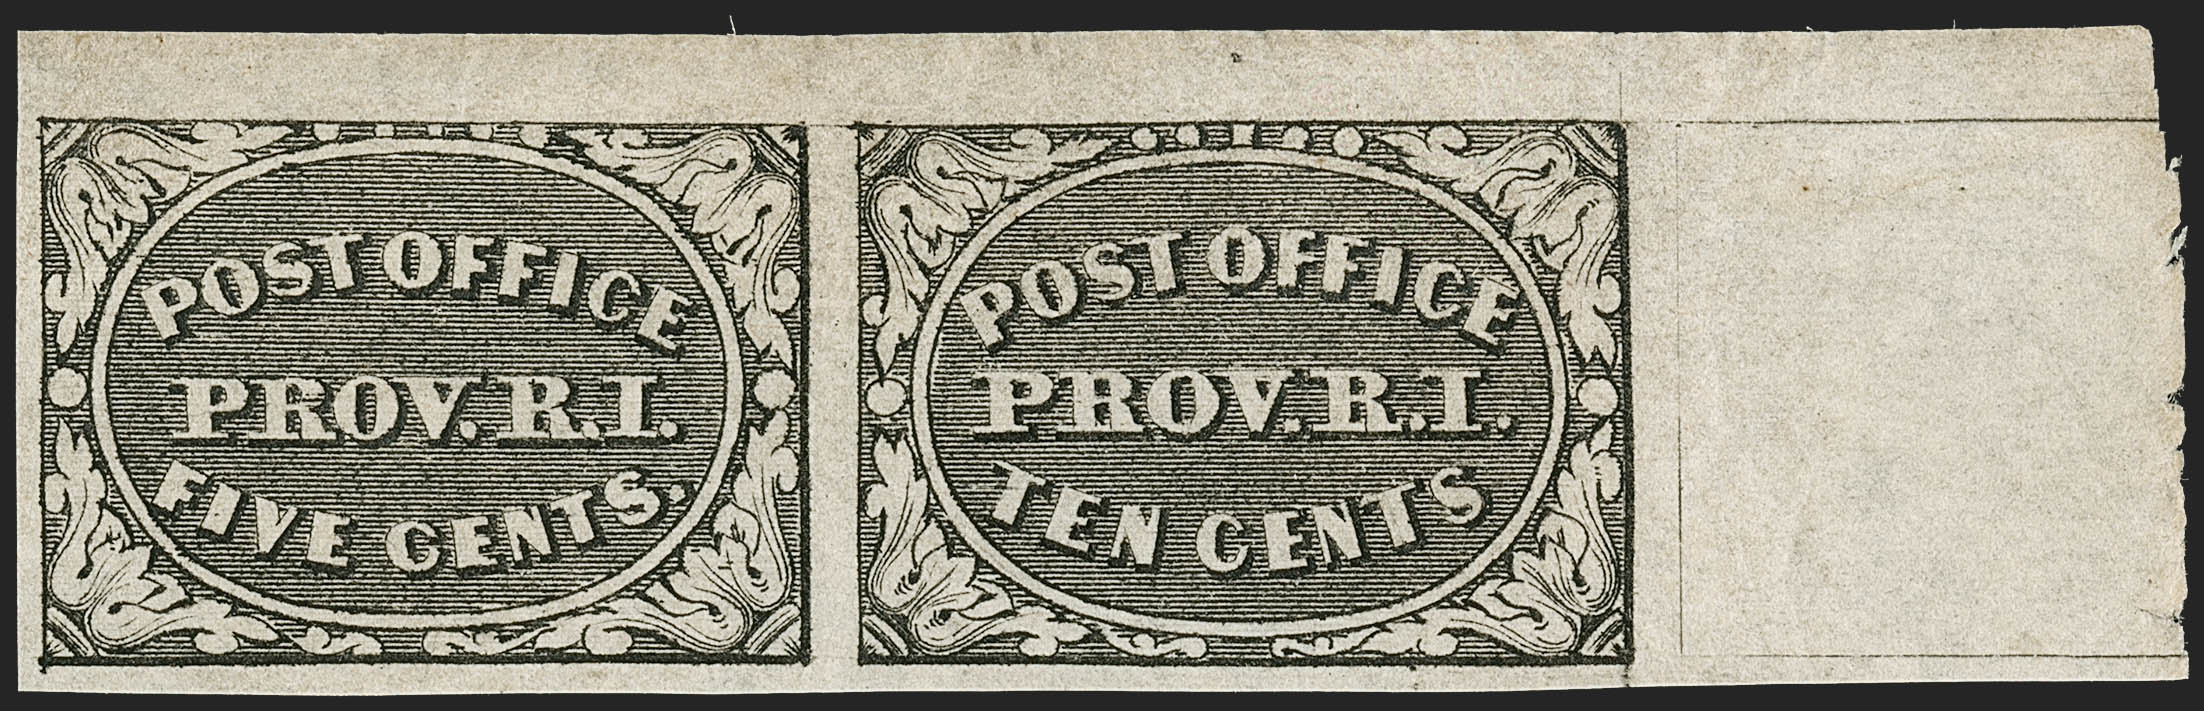 POST OFFICE
PROV. R. I.
FIVE CENTS.
POST OFFICE
PROV. R. I.
TEN CENTS